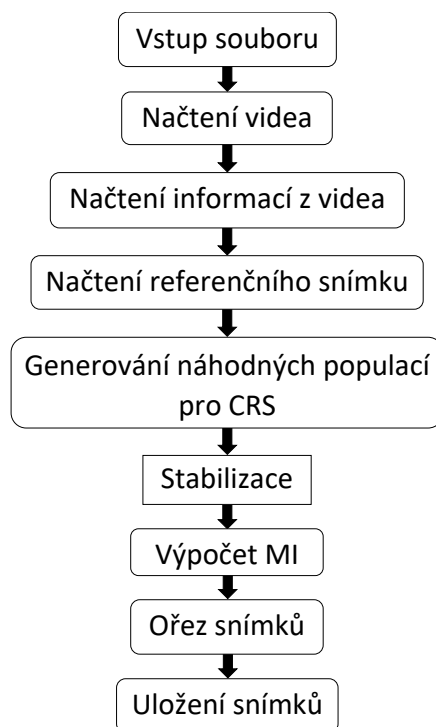 Vstup souboru
Načtení videa
Načtení informací z videa
Načtení referenčního snímku
Generování náhodných populací
pro CRS
Stabilizace
Výpočet MI
Ořez snímků
Uložení snímků